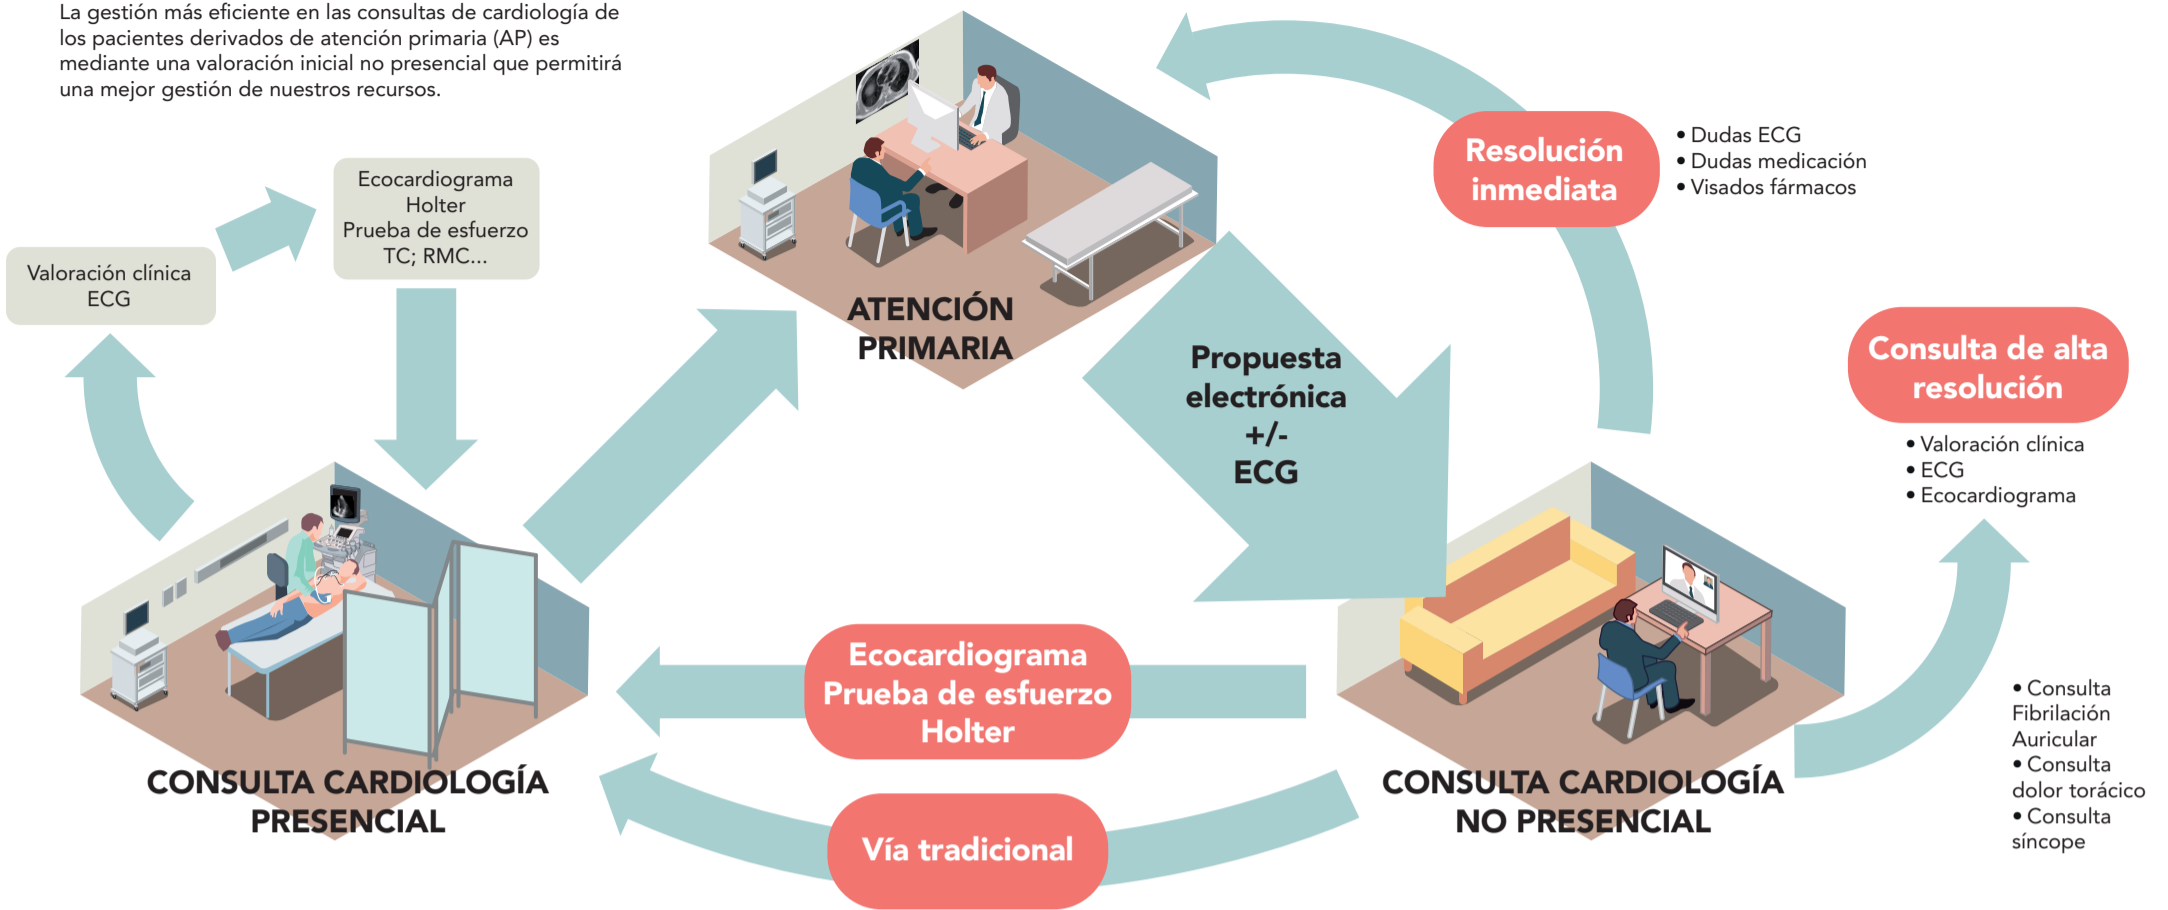 La gestión más eficiente en las consultas de cardiología de
los pacientes derivados de atención primaria (AP) es
mediante una valoración inicial no presencial que permitirá
una mejor gestión de nuestros recursos.
Ecocardiograma
Holter
Prueba de esfuerzo
TC; RMC...
Valoración clínica
ECG
ATENCIÓN
PRIMARIA
Resolución
inmediata
• Dudas ECG
• Dudas medicación
• Visados fármacos
Propuesta
electrónica
+/-
ECG
Consulta de alta
resolución
• Valoración clínica
• ECG
• Ecocardiograma
• Consulta
Fibrilación
Auricular
• Consulta
dolor torácico
• Consulta
síncope
Ecocardiograma
Prueba de esfuerzo
Holter
Vía tradicional
CONSULTA CARDIOLOGÍA
PRESENCIAL
CONSULTA CARDIOLOGÍA
NO PRESENCIAL